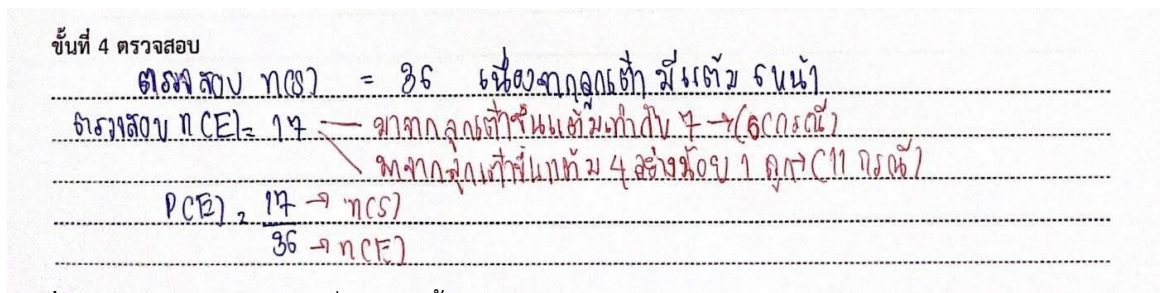 ขั้นที่ 4 ตรวจสอบ
ตรวจสอบ n(S) = 36 เนื่องจากลูกเต๋า มีแต้ม 6 หน้า
ตรวจสอบ n(E) = 17 — มาจากลูกเต๋าขึ้นแต้มเท่ากับ 7 → (6 กรณี)
มาจากลูกเต๋าขึ้นแต้ม 4 อย่างน้อย 1 ลูก → (11 กรณี)
P(E) = 17 → n(S)
36 → n(E)